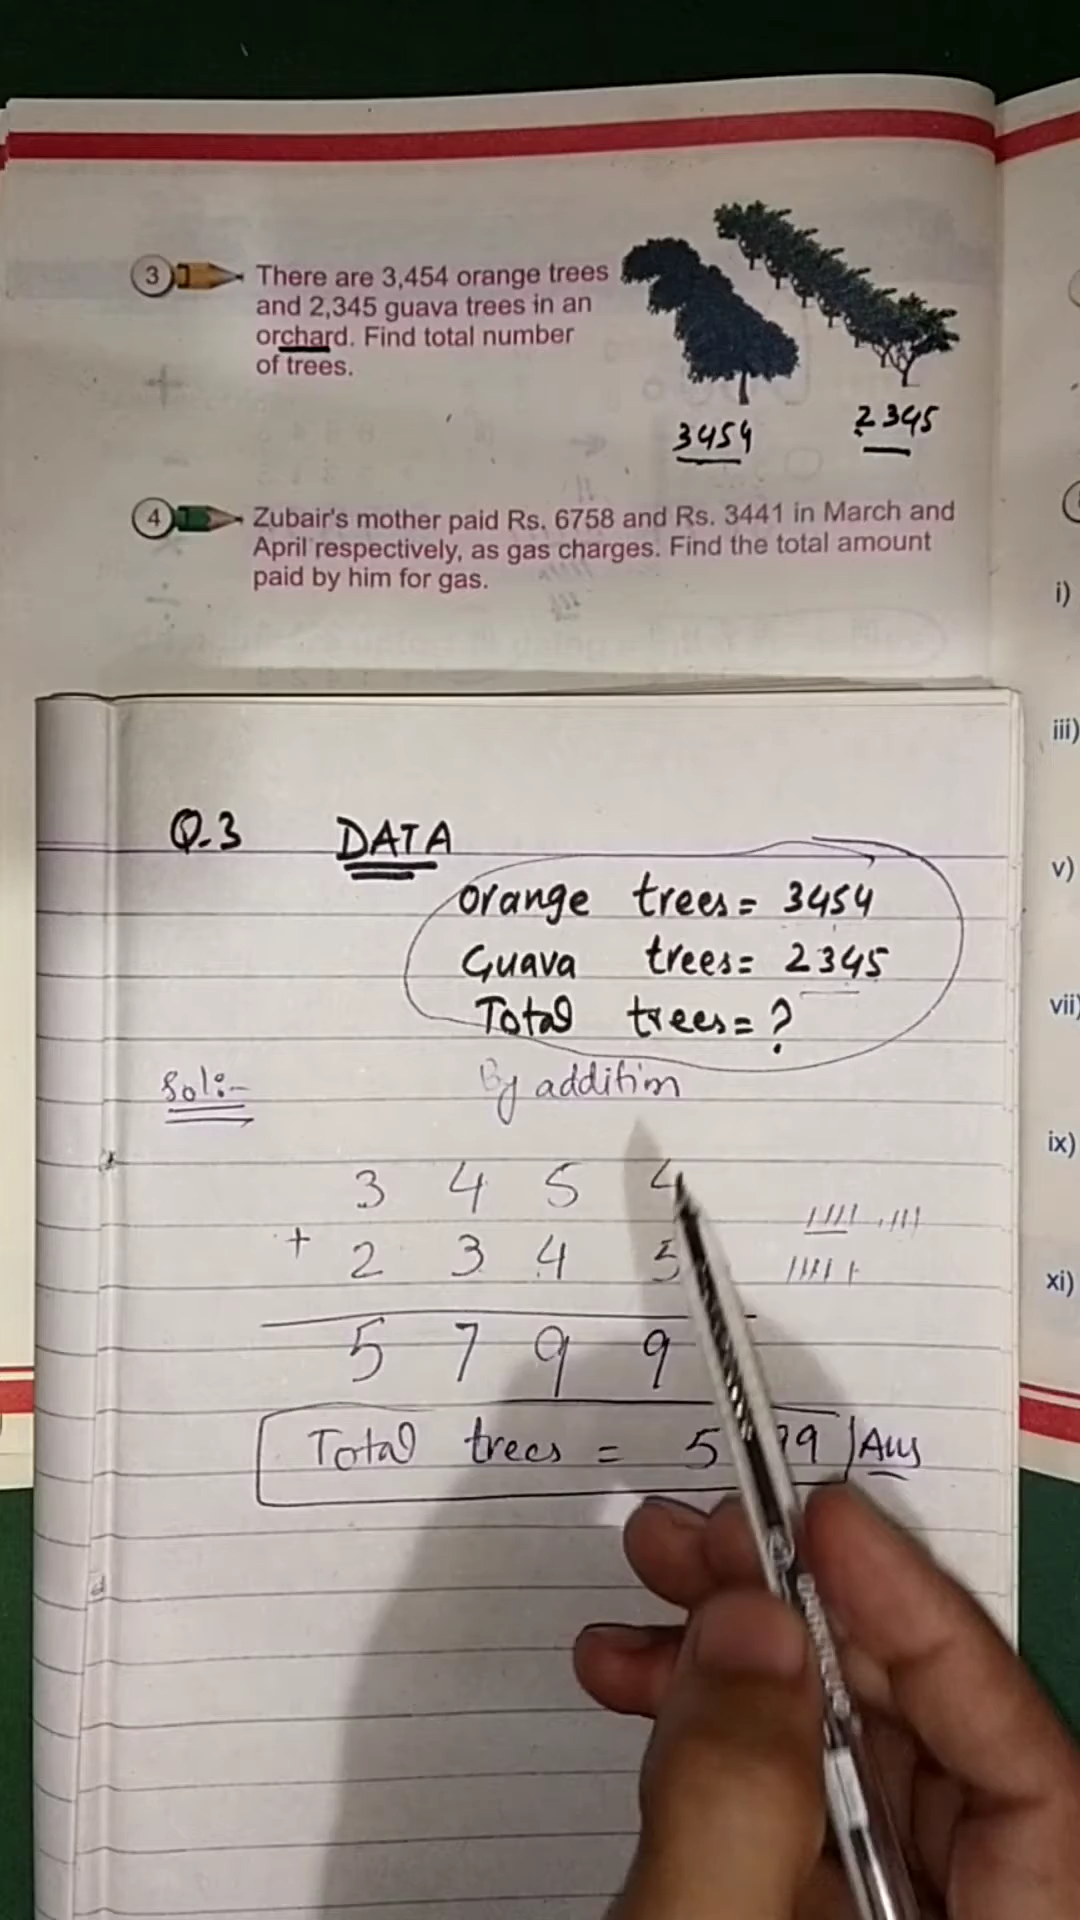 3 There are 3,454 orange trees
and 2,345 guava trees in an
orchard. Find total number
of trees.
3454 2345
4 Zubair's mother paid Rs. 6758 and Rs. 3441 in March and
April respectively, as gas charges. Find the total amount
paid by him for gas.
i)
iii)
v)
vii)
ix)
xi)
Q.3 DATA
Orange trees = 3454
Guava trees = 2345
Total trees = ?
Sol:- By addition
3 4 5 4
+ 2 3 4 5
5 7 9 9
Total trees = 5 99 Ans